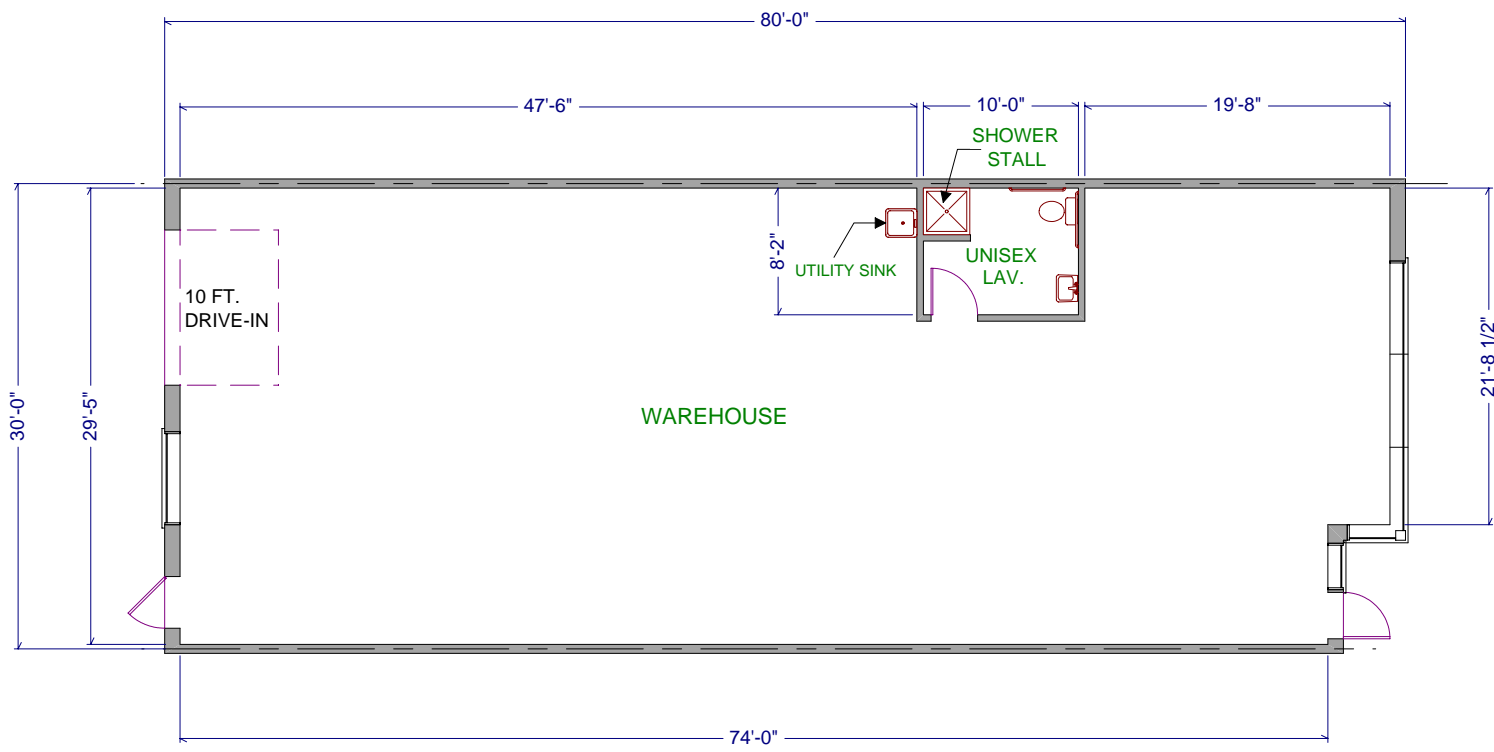 80'-0"
47'-6"
10'-0"
19'-8"
SHOWER
STALL
8'-2"
UTILITY SINK
UNISEX
LAV.
10 FT.
DRIVE-IN
30'-0"
29'-5"
WAREHOUSE
21'-8 1/2"
74'-0"